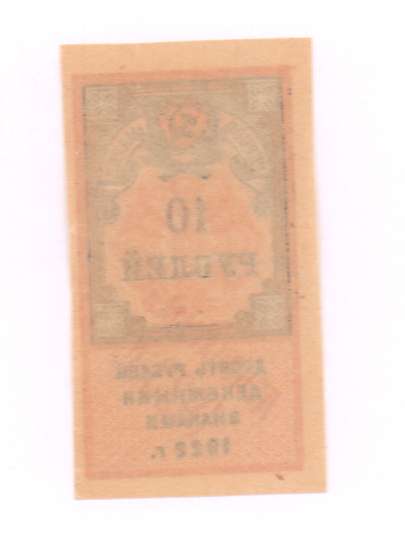 10
РУБЛЕЙ
ДЕСЯТЬ РУБЛЕЙ
ДЕНЕЖНЫМИ
ЗНАКАМИ
1922 г.